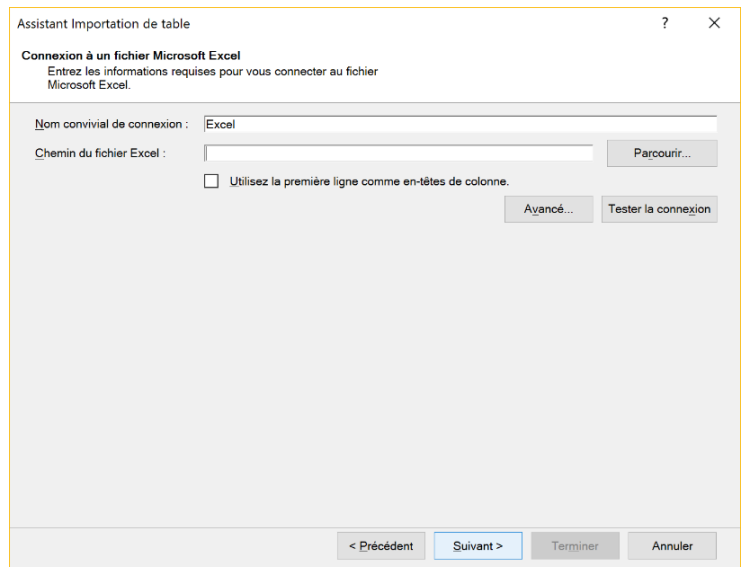 Assistant Importation de table ? ×
Connexion à un fichier Microsoft Excel
Entrez les informations requises pour vous connecter au fichier
Microsoft Excel.
Nom convivial de connexion : Excel
Chemin du fichier Excel : Parcourir...
Utilisez la première ligne comme en-têtes de colonne.
Avancé... Tester la connexion
< Précédent Suivant > Terminer Annuler